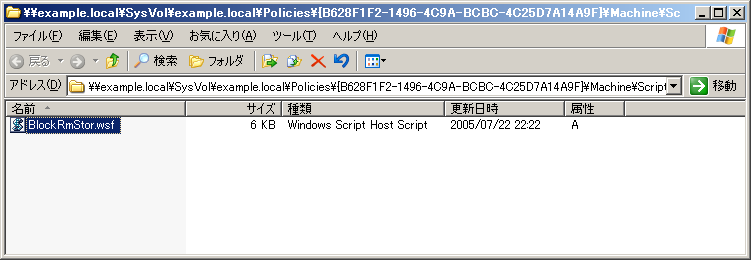 ¥¥example.local¥SysVol¥example.local¥Policies¥{B628F1F2-1496-4C9A-BCBC-4C25D7A14A9F}¥Machine¥Sc
ファイル(F) 編集(E) 表示(V) お気に入り(A) ツール(T) ヘルプ(H)
戻る 検索 フォルダ
アドレス(D) ¥¥example.local¥SysVol¥example.local¥Policies¥{B628F1F2-1496-4C9A-BCBC-4C25D7A14A9F}¥Machine¥Script 移動
名前 サイズ 種類 更新日時 属性
BlockRmStor.wsf 6 KB Windows Script Host Script 2005/07/22 22:22 A